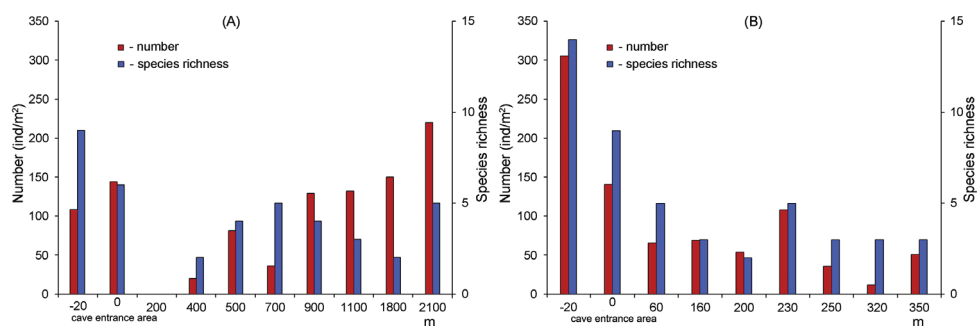 (A)
350
300
250
200
150
100
50
0
Number (ind/m²)
- number
- species richness
15
10
5
0
Species richness
-20 0 200 400 500 700 900 1100 1800 2100
cave entrance area
m
(B)
350
300
250
200
150
100
50
0
Number (ind/m²)
- number
- species richness
15
10
5
0
Species richness
-20 0 60 160 200 230 250 320 350
cave entrance area
m